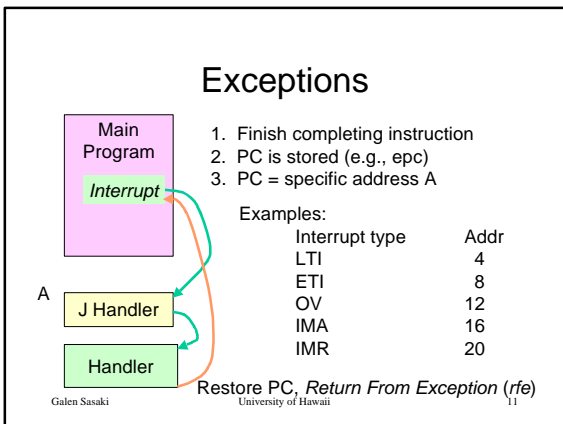 Exceptions
Main
Program
Interrupt
A
J Handler
Handler
1. Finish completing instruction
2. PC is stored (e.g., epc)
3. PC = specific address A
Examples:
Interrupt type Addr
LTI 4
ETI 8
OV 12
IMA 16
IMR 20
Restore PC, Return From Exception (rfe)
Galen Sasaki University of Hawaii 11